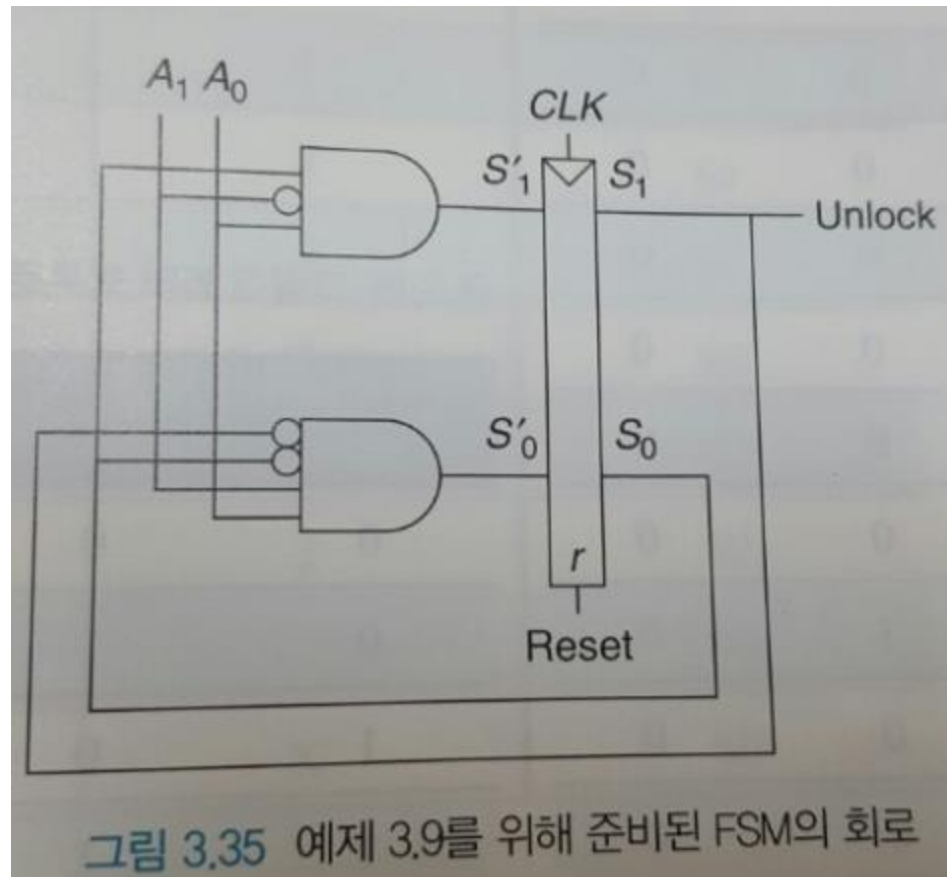 A₁ A₀
CLK
S'₁ S₁
Unlock
S'₀ S₀
r
Reset
그림 3.35 예제 3.9를 위해 준비된 FSM의 회로